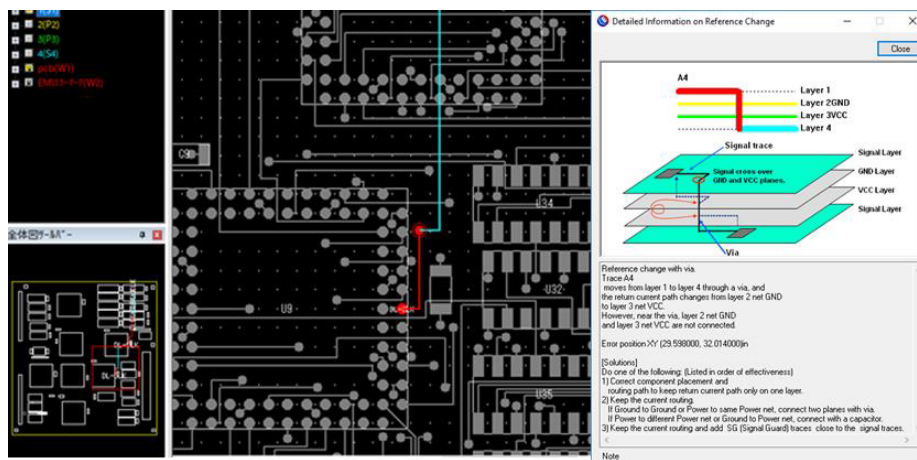 2(P2)
3(P3)
4(S4)
pcb(W1)
C9
U34
U32
U9
U35
全体図ﾂｰﾙﾊﾞｰ
Detailed Information on Reference Change
Close
A4
Layer 1
Layer 2GND
Layer 3VCC
Layer 4
Signal trace
Signal Layer
Signal cross over
GND and VCC planes.
GND Layer
VCC Layer
Signal Layer
Via
Reference change with via.
Trace A4
moves from layer 1 to layer 4 through a via, and
the return current path changes from layer 2 net GND
to layer 3 net VCC.
However, near the via, layer 2 net GND
and layer 3 net VCC are not connected.
Error position XY (29.598000, 32.014000)in
[Solutions]
Do one of the following: (Listed in order of effectiveness)
1) Correct component placement and
routing path to keep return current path only on one layer.
2) Keep the current routing.
If Ground to Ground or Power to same Power net, connect two planes with via.
If Power to different Power net or Ground to Power net, connect with a capacitor.
3) Keep the current routing and add SG (Signal Guard) traces close to the signal traces.
Note